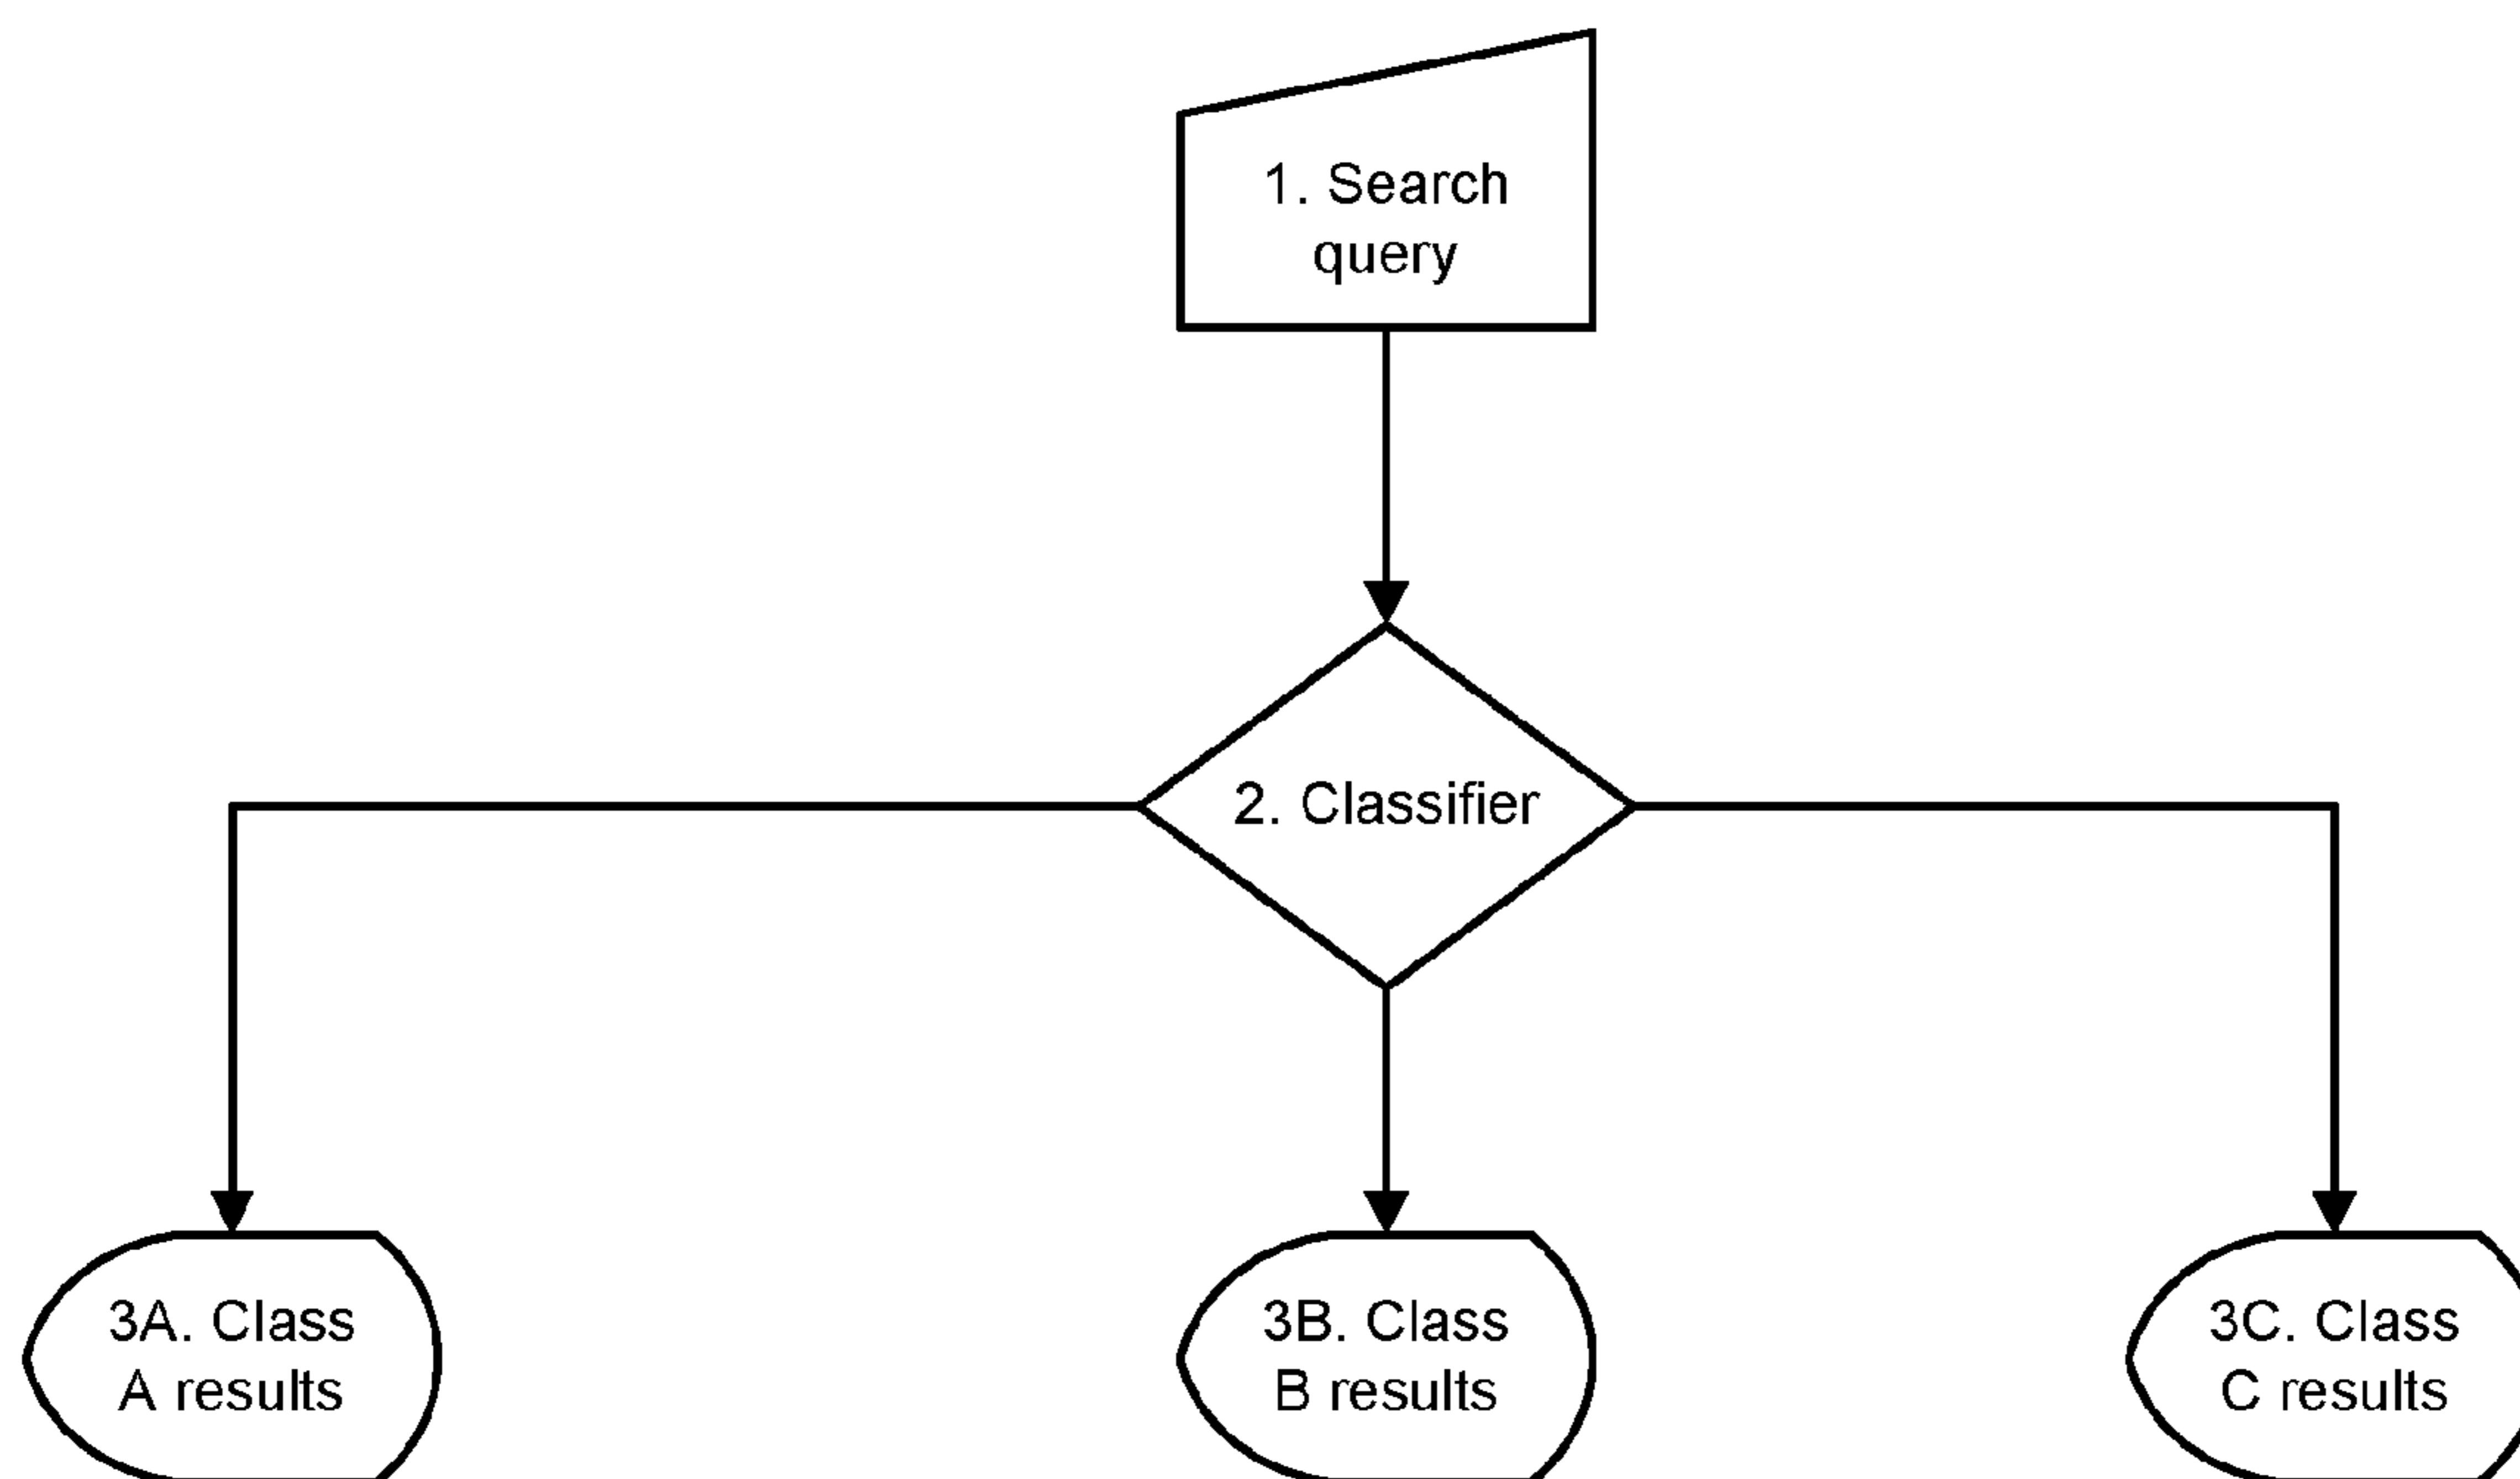 1. Search
query
2. Classifier
3A. Class
A results
3B. Class
B results
3C. Class
C results